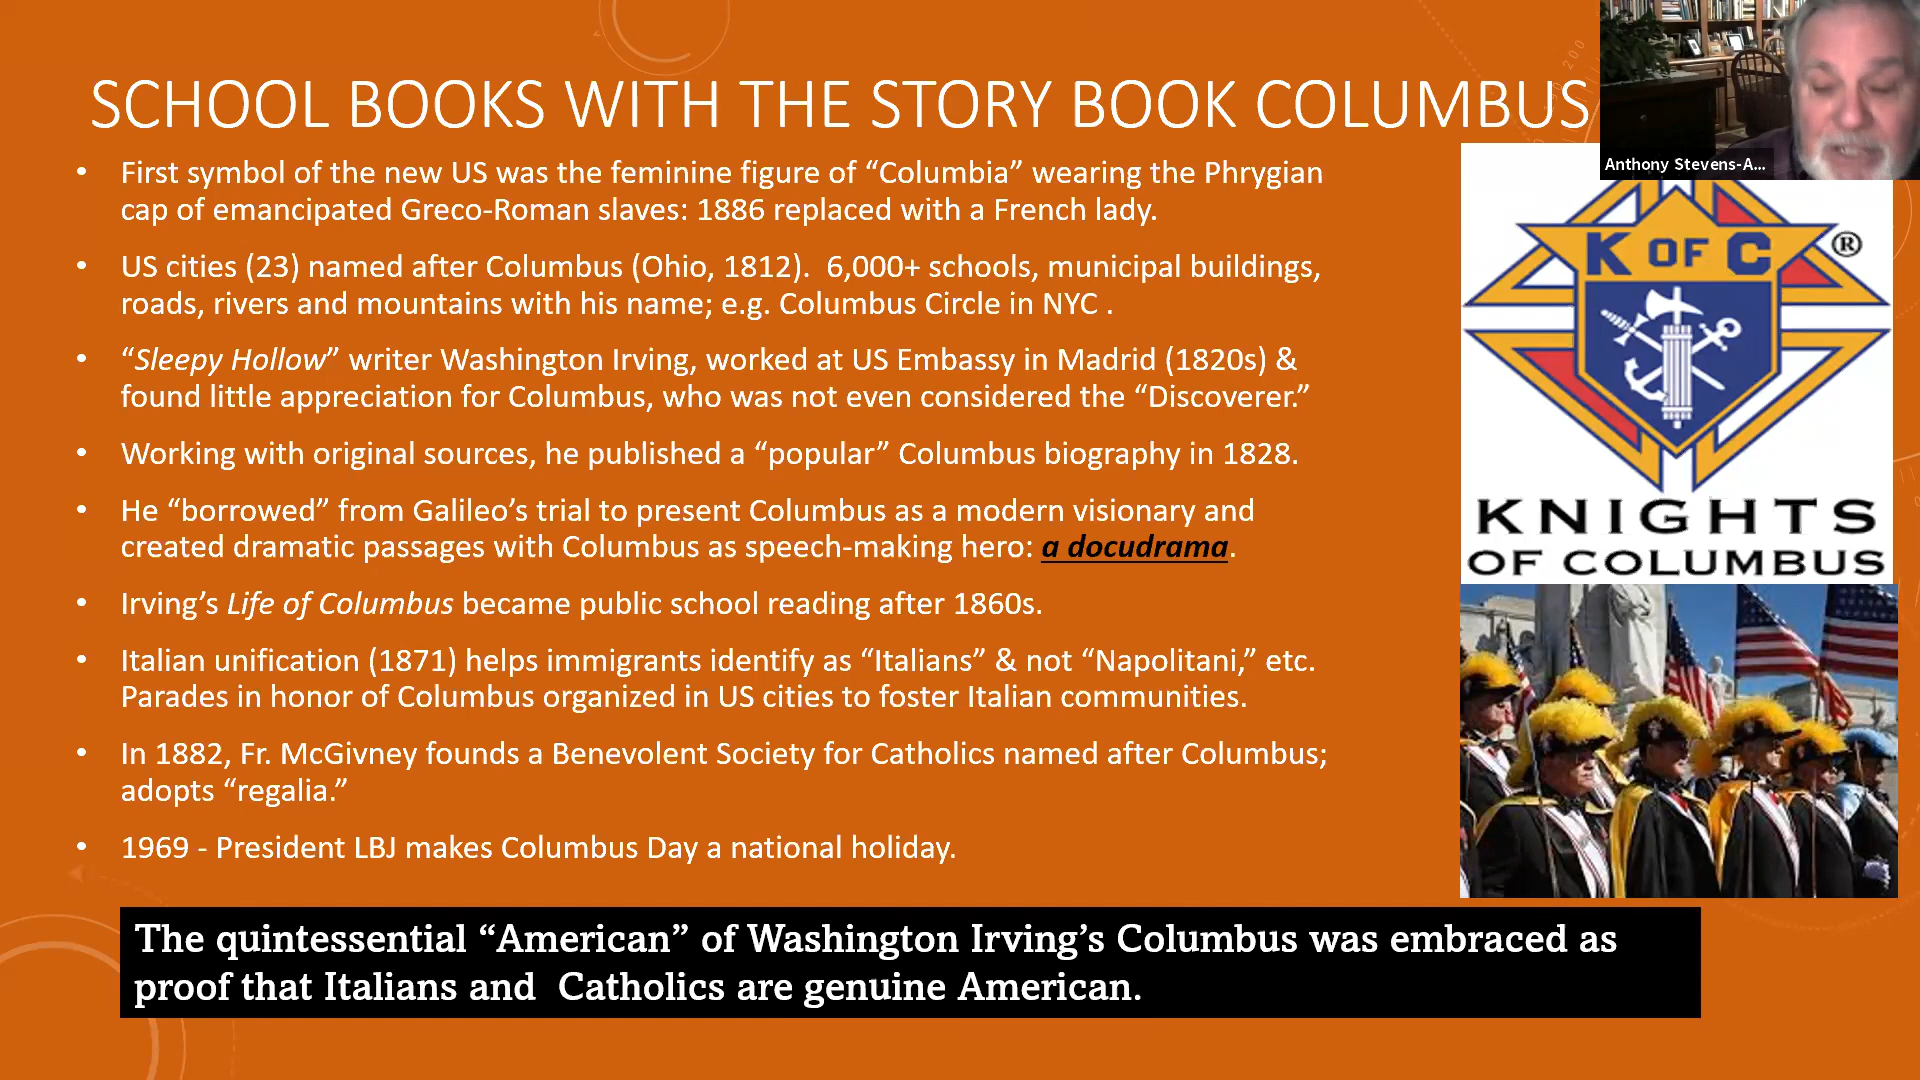 SCHOOL BOOKS WITH THE STORY BOOK COLUMBUS
Anthony Stevens-A...
• First symbol of the new US was the feminine figure of “Columbia” wearing the Phrygian
cap of emancipated Greco-Roman slaves: 1886 replaced with a French lady.
• US cities (23) named after Columbus (Ohio, 1812).  6,000+ schools, municipal buildings,
roads, rivers and mountains with his name; e.g. Columbus Circle in NYC .
• “Sleepy Hollow” writer Washington Irving, worked at US Embassy in Madrid (1820s) &
found little appreciation for Columbus, who was not even considered the “Discoverer.”
• Working with original sources, he published a “popular” Columbus biography in 1828.
• He “borrowed” from Galileo’s trial to present Columbus as a modern visionary and
created dramatic passages with Columbus as speech-making hero: a docudrama.
• Irving’s Life of Columbus became public school reading after 1860s.
• Italian unification (1871) helps immigrants identify as “Italians” & not “Napolitani,” etc.
Parades in honor of Columbus organized in US cities to foster Italian communities.
• In 1882, Fr. McGivney founds a Benevolent Society for Catholics named after Columbus;
adopts “regalia.”
• 1969 - President LBJ makes Columbus Day a national holiday.
K OF C ®
KNIGHTS
OF COLUMBUS
The quintessential “American” of Washington Irving’s Columbus was embraced as
proof that Italians and  Catholics are genuine American.